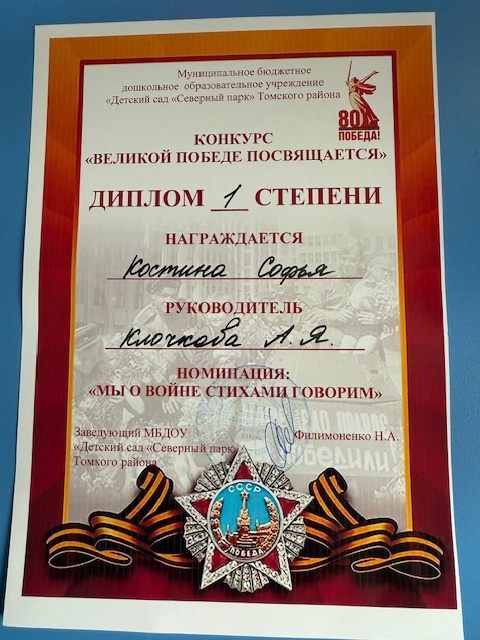 Муниципальное бюджетное
дошкольное образовательное учреждение
«Детский сад «Северный парк» Томского района
80
ПОБЕДА!
КОНКУРС
«ВЕЛИКОЙ ПОБЕДЕ ПОСВЯЩАЕТСЯ»
ДИПЛОМ 1 СТЕПЕНИ
НАГРАЖДАЕТСЯ
Костина Софья
РУКОВОДИТЕЛЬ
Клочкова А.Я.
НОМИНАЦИЯ:
«МЫ О ВОЙНЕ СТИХАМИ ГОВОРИМ»
Заведующий МБДОУ Филимоненко Н.А.
«Детский сад «Северный парк»
Томкого района
СССР
ПОБЕДА